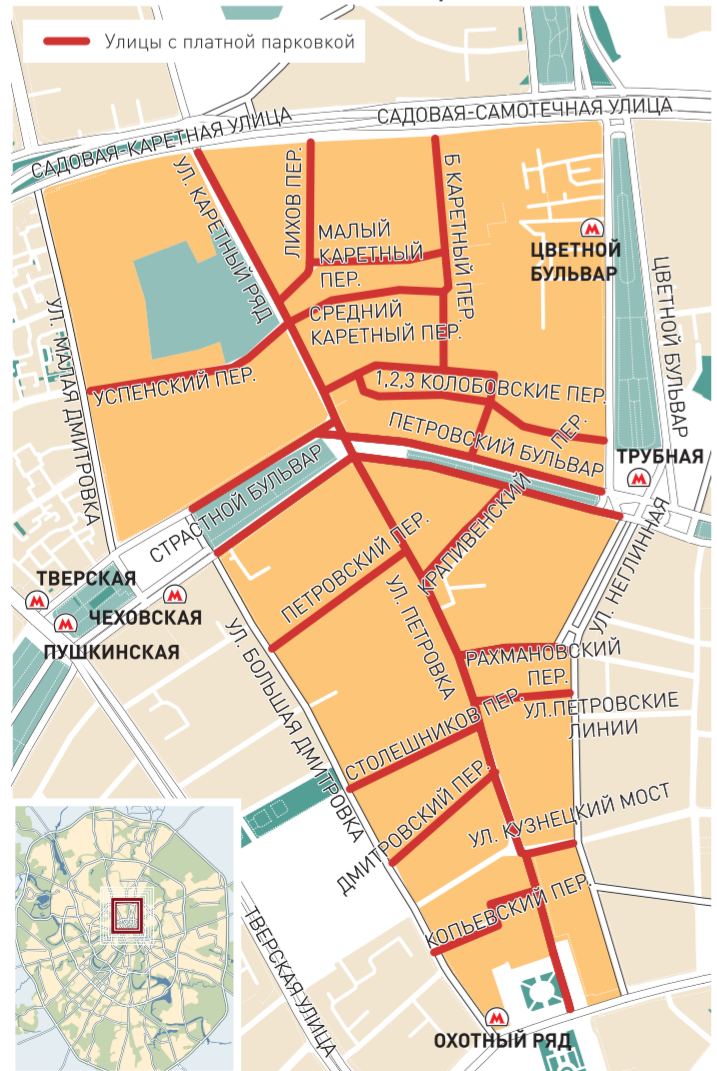 Улицы с платной парковкой
САДОВАЯ-КАРЕТНАЯ УЛИЦА
САДОВАЯ-САМОТЕЧНАЯ УЛИЦА
УЛ. КАРЕТНЫЙ РЯД
ЛИХОВ ПЕР.
Б КАРЕТНЫЙ ПЕР.
МАЛЫЙ
КАРЕТНЫЙ
ПЕР.
ЦВЕТНОЙ
БУЛЬВАР
ЦВЕТНОЙ БУЛЬВАР
СРЕДНИЙ
КАРЕТНЫЙ ПЕР.
УЛ. МАЛАЯ ДМИТРОВКА
УСПЕНСКИЙ ПЕР.
1,2,3 КОЛОБОВСКИЕ ПЕР.
ПЕР.
ПЕТРОВСКИЙ БУЛЬВАР
ТРУБНАЯ
СТРАСТНОЙ БУЛЬВАР
КРАПИВЕНСКИЙ
УЛ. НЕГЛИННАЯ
ПЕТРОВСКИЙ ПЕР.
ТВЕРСКАЯ
ЧЕХОВСКАЯ
ПУШКИНСКАЯ
УЛ. ПЕТРОВКА
УЛ. БОЛЬШАЯ ДМИТРОВКА
РАХМАНОВСКИЙ
ПЕР.
УЛ.ПЕТРОВСКИЕ
ЛИНИИ
СТОЛЕШНИКОВ ПЕР.
ДМИТРОВСКИЙ ПЕР.
УЛ. КУЗНЕЦКИЙ МОСТ
КОПЬЕВСКИЙ ПЕР.
ТВЕРСКАЯ УЛИЦА
ОХОТНЫЙ РЯД